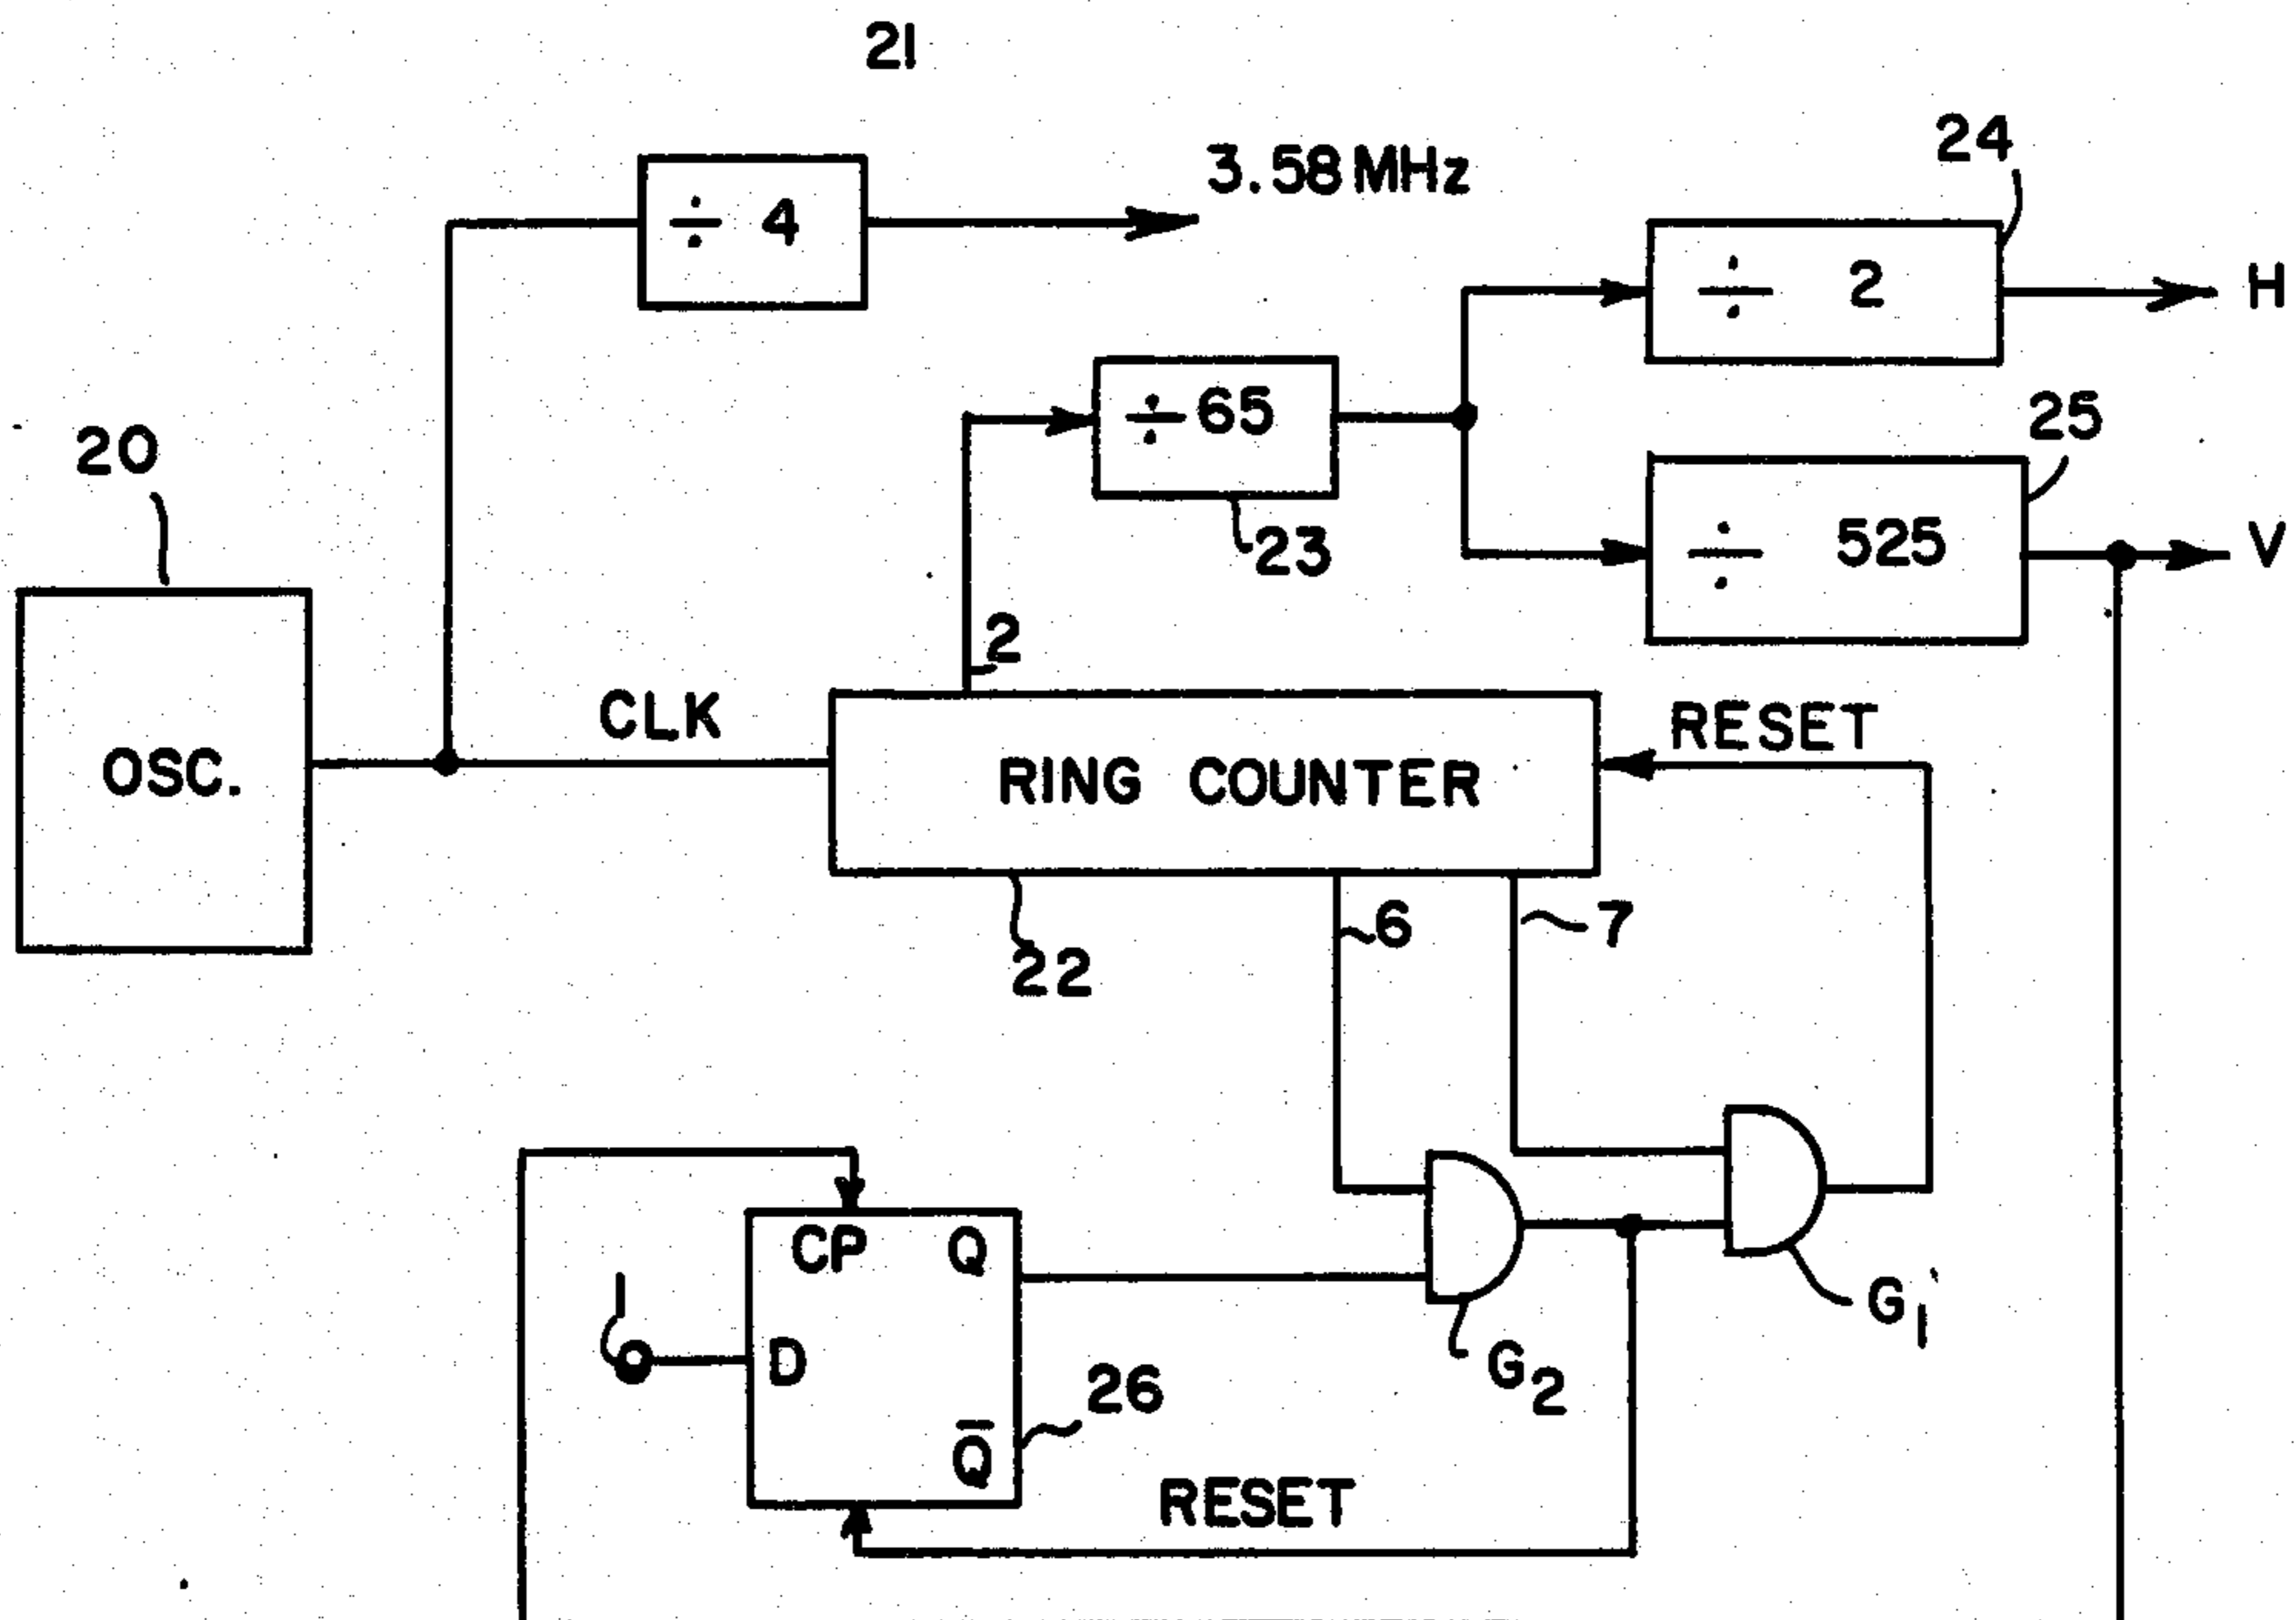 21
÷ 4
3.58 MHz
24
÷ 2
H
÷ 65
23
25
÷ 525
V
20
OSC.
CLK
2
RING COUNTER
RESET
22
6
7
CP
Q
D
Q̅
1
26
G2
G1
RESET